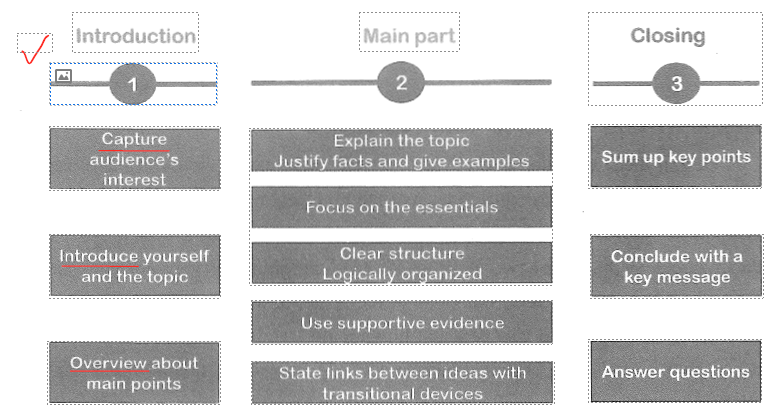 Introduction
1
Capture
audience's
interest
Introduce yourself
and the topic
Overview about
main points
Main part
2
Explain the topic
Justify facts and give examples
Focus on the essentials
Clear structure
Logically organized
Use supportive evidence
State links between ideas with
transitional devices
Closing
3
Sum up key points
Conclude with a
key message
Answer questions